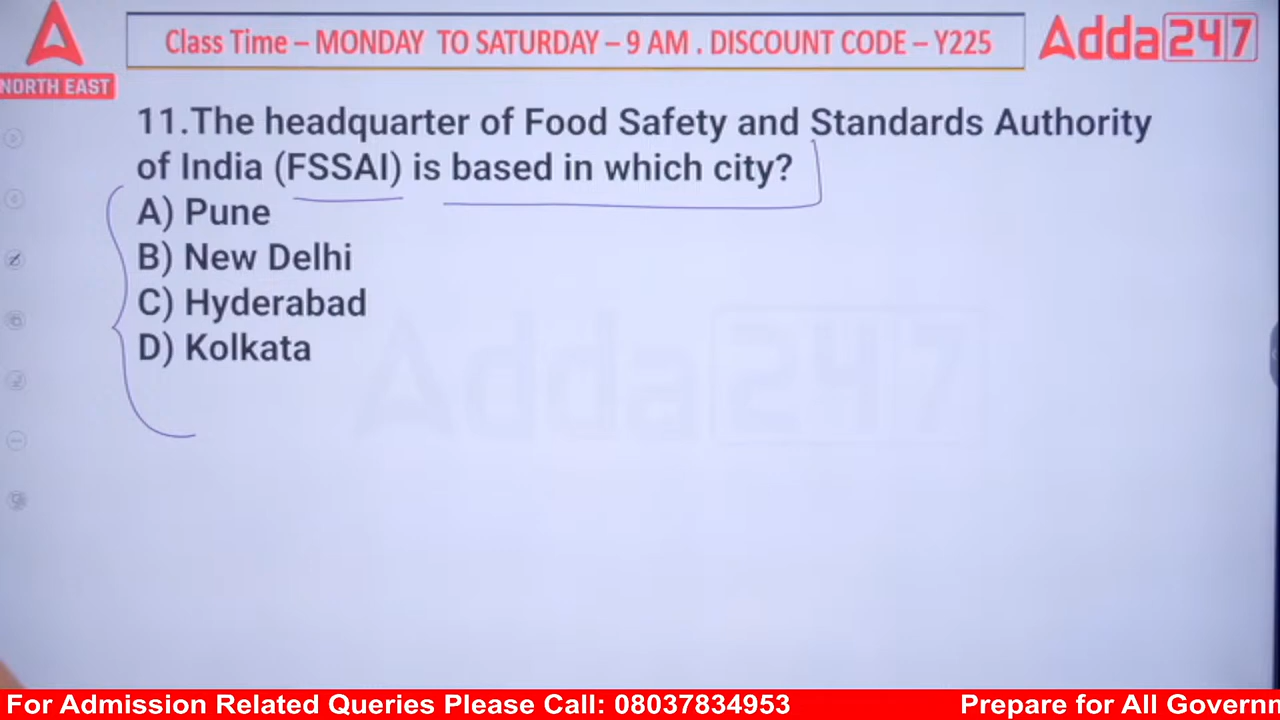 Class Time – MONDAY TO SATURDAY – 9 AM . DISCOUNT CODE – Y225
Adda247
NORTH EAST
11.The headquarter of Food Safety and Standards Authority
of India (FSSAI) is based in which city?
A) Pune
B) New Delhi
C) Hyderabad
D) Kolkata
Adda247
For Admission Related Queries Please Call: 08037834953
Prepare for All Governm